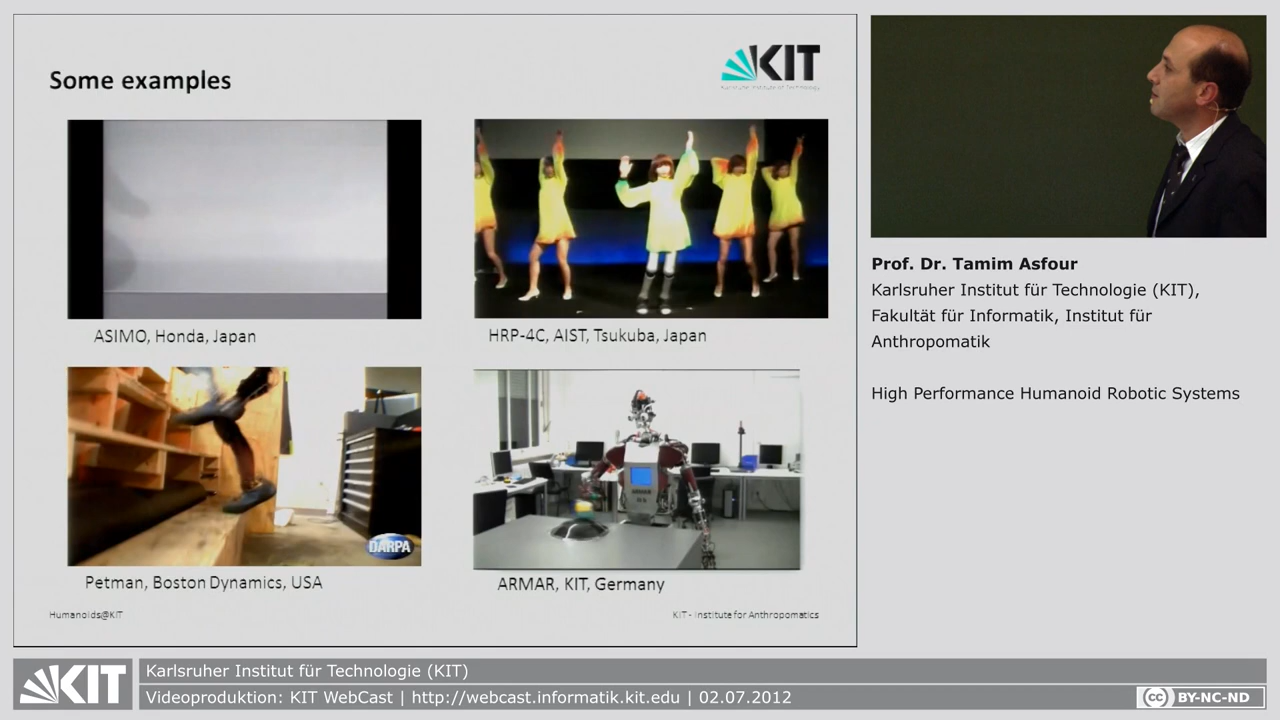 Some examples
KIT
Karlsruhe Institute of Technology
ASIMO, Honda, Japan
HRP-4C, AIST, Tsukuba, Japan
DARPA
Petman, Boston Dynamics, USA
ARMAR, KIT, Germany
Humanoids@KIT
KIT - Institute for Anthropomatics
Prof. Dr. Tamim Asfour
Karlsruher Institut für Technologie (KIT),
Fakultät für Informatik, Institut für
Anthropomatik
High Performance Humanoid Robotic Systems
KIT
Karlsruher Institut für Technologie (KIT)
Videoproduktion: KIT WebCast | http://webcast.informatik.kit.edu | 02.07.2012
cc BY-NC-ND